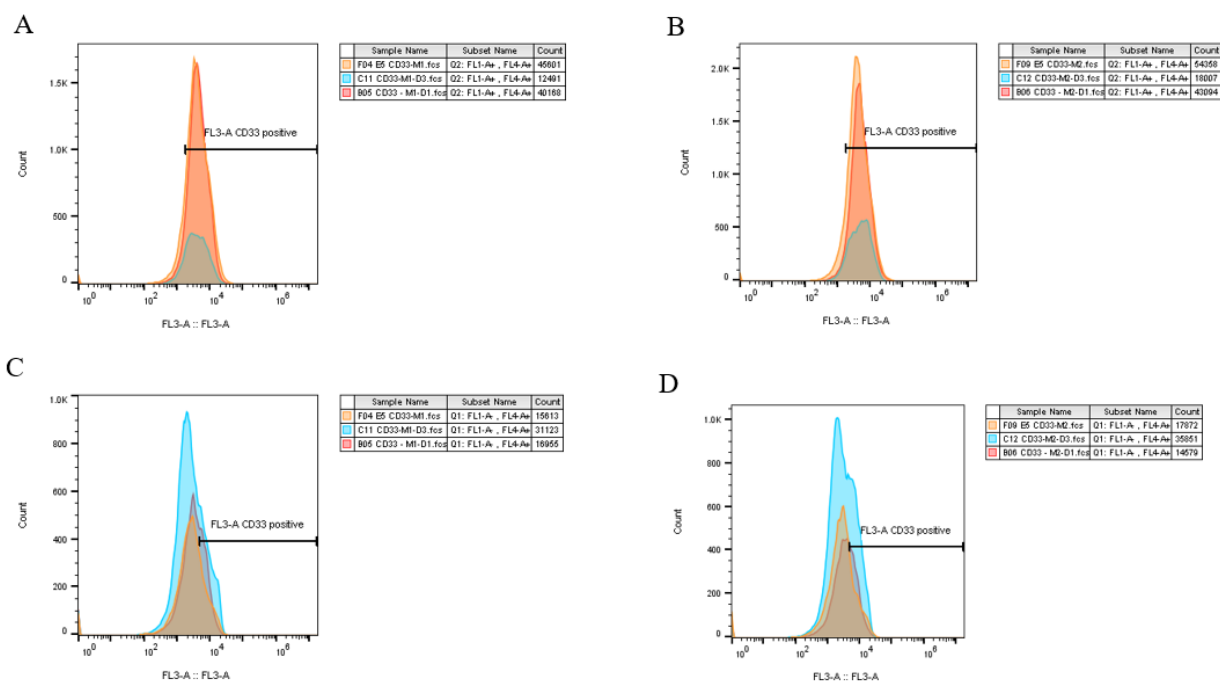 A
Sample Name Subset Name Count
F04 E5 CD33-M1.fcs Q2: FL1-A+ , FL4-A+ 45601
C11 CD33-M1-D3.fcs Q2: FL1-A+ , FL4-A+ 12491
B05 CD33 - M1-D1.fcs Q2: FL1-A+ , FL4-A+ 40168
1.5K
1.0K
500
0
Count
FL3-A CD33 positive
10^0 10^2 10^4 10^6
FL3-A :: FL3-A
B
Sample Name Subset Name Count
F09 E5 CD33-M2.fcs Q2: FL1-A+ , FL4-A+ 54358
C12 CD33-M2-D3.fcs Q2: FL1-A+ , FL4-A+ 18007
B06 CD33 - M2-D1.fcs Q2: FL1-A+ , FL4-A+ 43094
2.0K
1.5K
1.0K
500
0
Count
FL3-A CD33 positive
10^0 10^2 10^4 10^6
FL3-A :: FL3-A
C
Sample Name Subset Name Count
F04 E5 CD33-M1.fcs Q1: FL1-A- , FL4-A+ 15613
C11 CD33-M1-D3.fcs Q1: FL1-A- , FL4-A+ 31123
B05 CD33 - M1-D1.fcs Q1: FL1-A- , FL4-A+ 16955
1.0K
800
600
400
200
0
Count
FL3-A CD33 positive
10^0 10^2 10^4 10^6
FL3-A :: FL3-A
D
Sample Name Subset Name Count
F09 E5 CD33-M2.fcs Q1: FL1-A- , FL4-A+ 17872
C12 CD33-M2-D3.fcs Q1: FL1-A- , FL4-A+ 35851
B06 CD33 - M2-D1.fcs Q1: FL1-A- , FL4-A+ 14579
1.0K
800
600
400
200
0
Count
FL3-A CD33 positive
10^0 10^2 10^4 10^6
FL3-A :: FL3-A